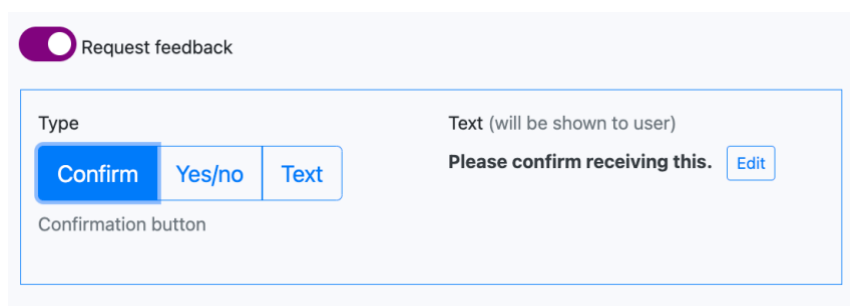 Request feedback
Type
Confirm Yes/no Text
Confirmation button
Text (will be shown to user)
Please confirm receiving this. Edit